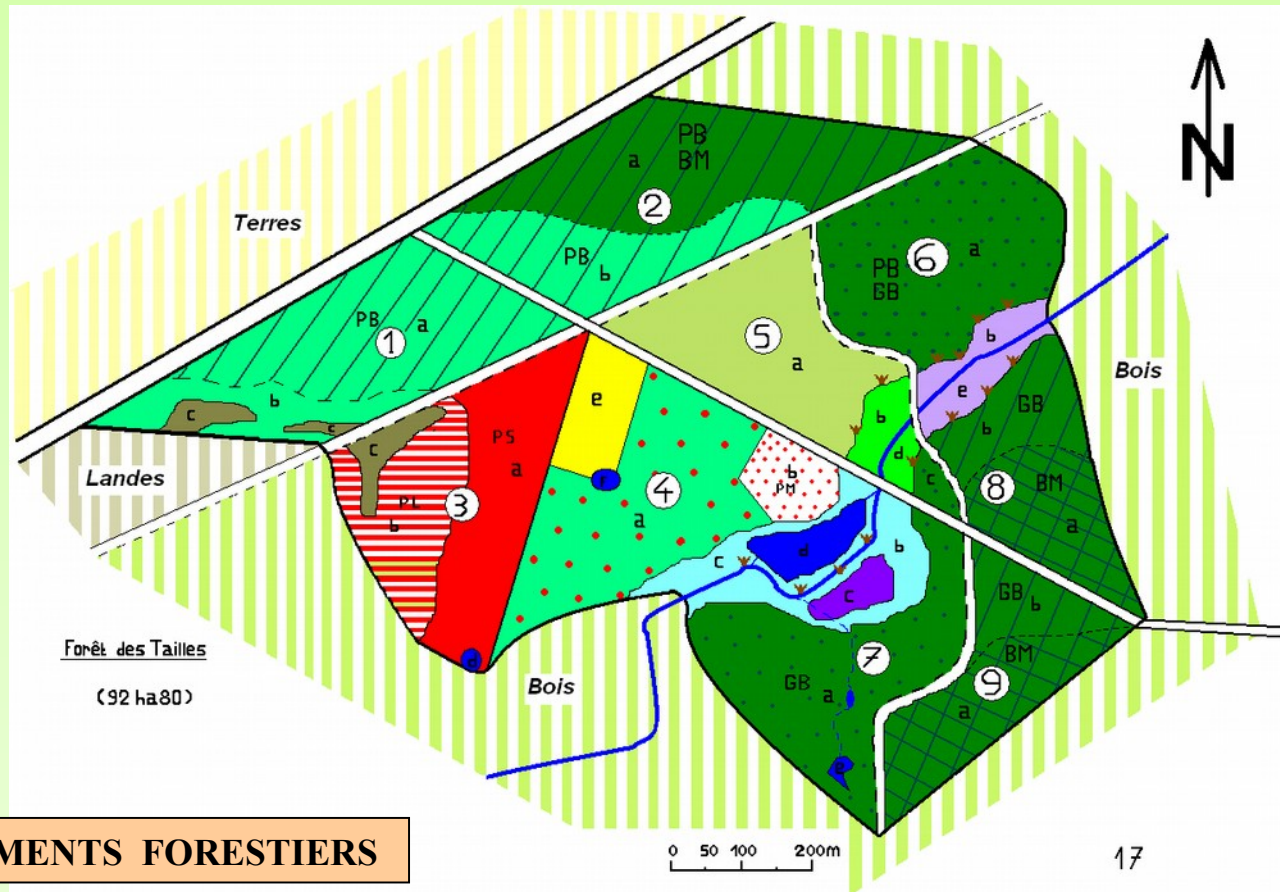 N
Terres
PB
BM
a
2
PB
b
PB
a
1
b
c
c
6
a
PB
GB
5
a
b
e
Bois
Landes
c
PS
a
3
PL
b
d
e
f
4
a
b
PM
b
d
c
GB
b
8
BM
a
c
d
b
c
7
GB
a
e
GB
b
BM
9
a
Forêt des Tailles
(92 ha80)
Bois
MENTS FORESTIERS
0 50 100 200m
17